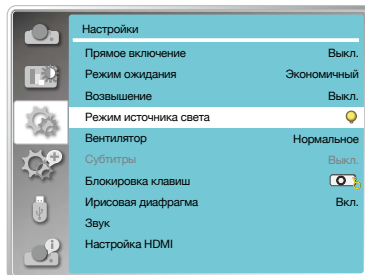 Настройки
Прямое включение Выкл.
Режим ожидания Экономичный
Возвышение Выкл.
Режим источника света
Вентилятор Нормальное
Субтитры Выкл.
Блокировка клавиш
Ирисовая диафрагма Вкл.
Звук
Настройка HDMI